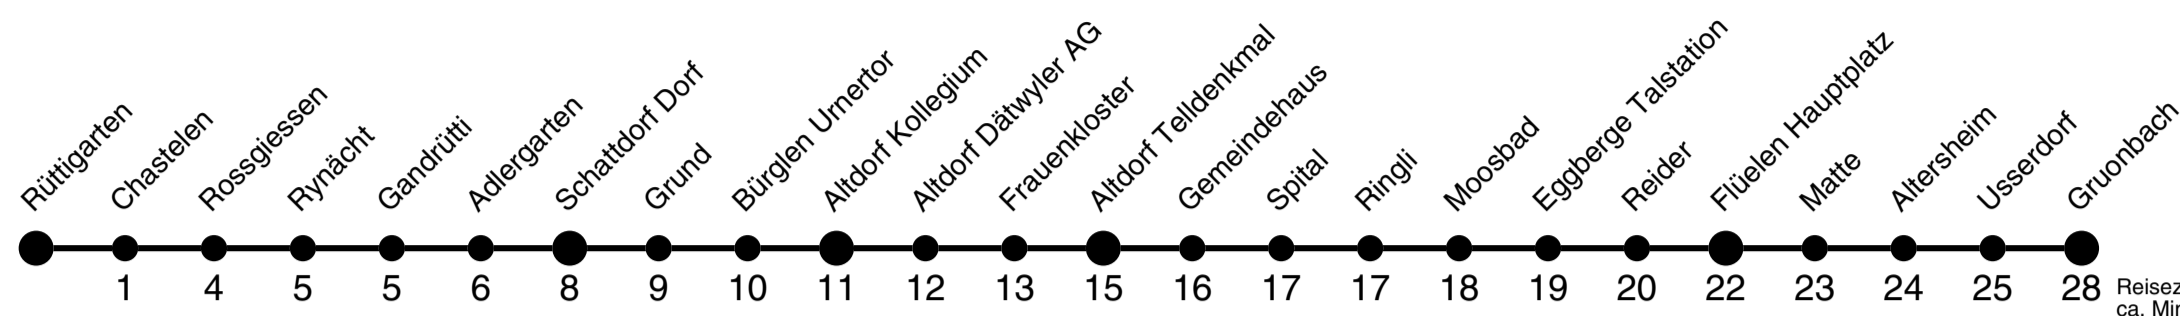 Rüttigarten
Chastelen
Rossgiessen
Rynächt
Gandrütti
Adlergarten
Schattdorf Dorf
Grund
Bürglen Urnertor
Altdorf Kollegium
Altdorf Dätwyler AG
Frauenkloster
Altdorf Telldenkmal
Gemeindehaus
Spital
Ringli
Moosbad
Eggberge Talstation
Reider
Flüelen Hauptplatz
Matte
Altersheim
Usserdorf
Gruonbach
1 4 5 5 6 8 9 10 11 12 13 15 16 17 17 18 19 20 22 23 24 25 28
ca.